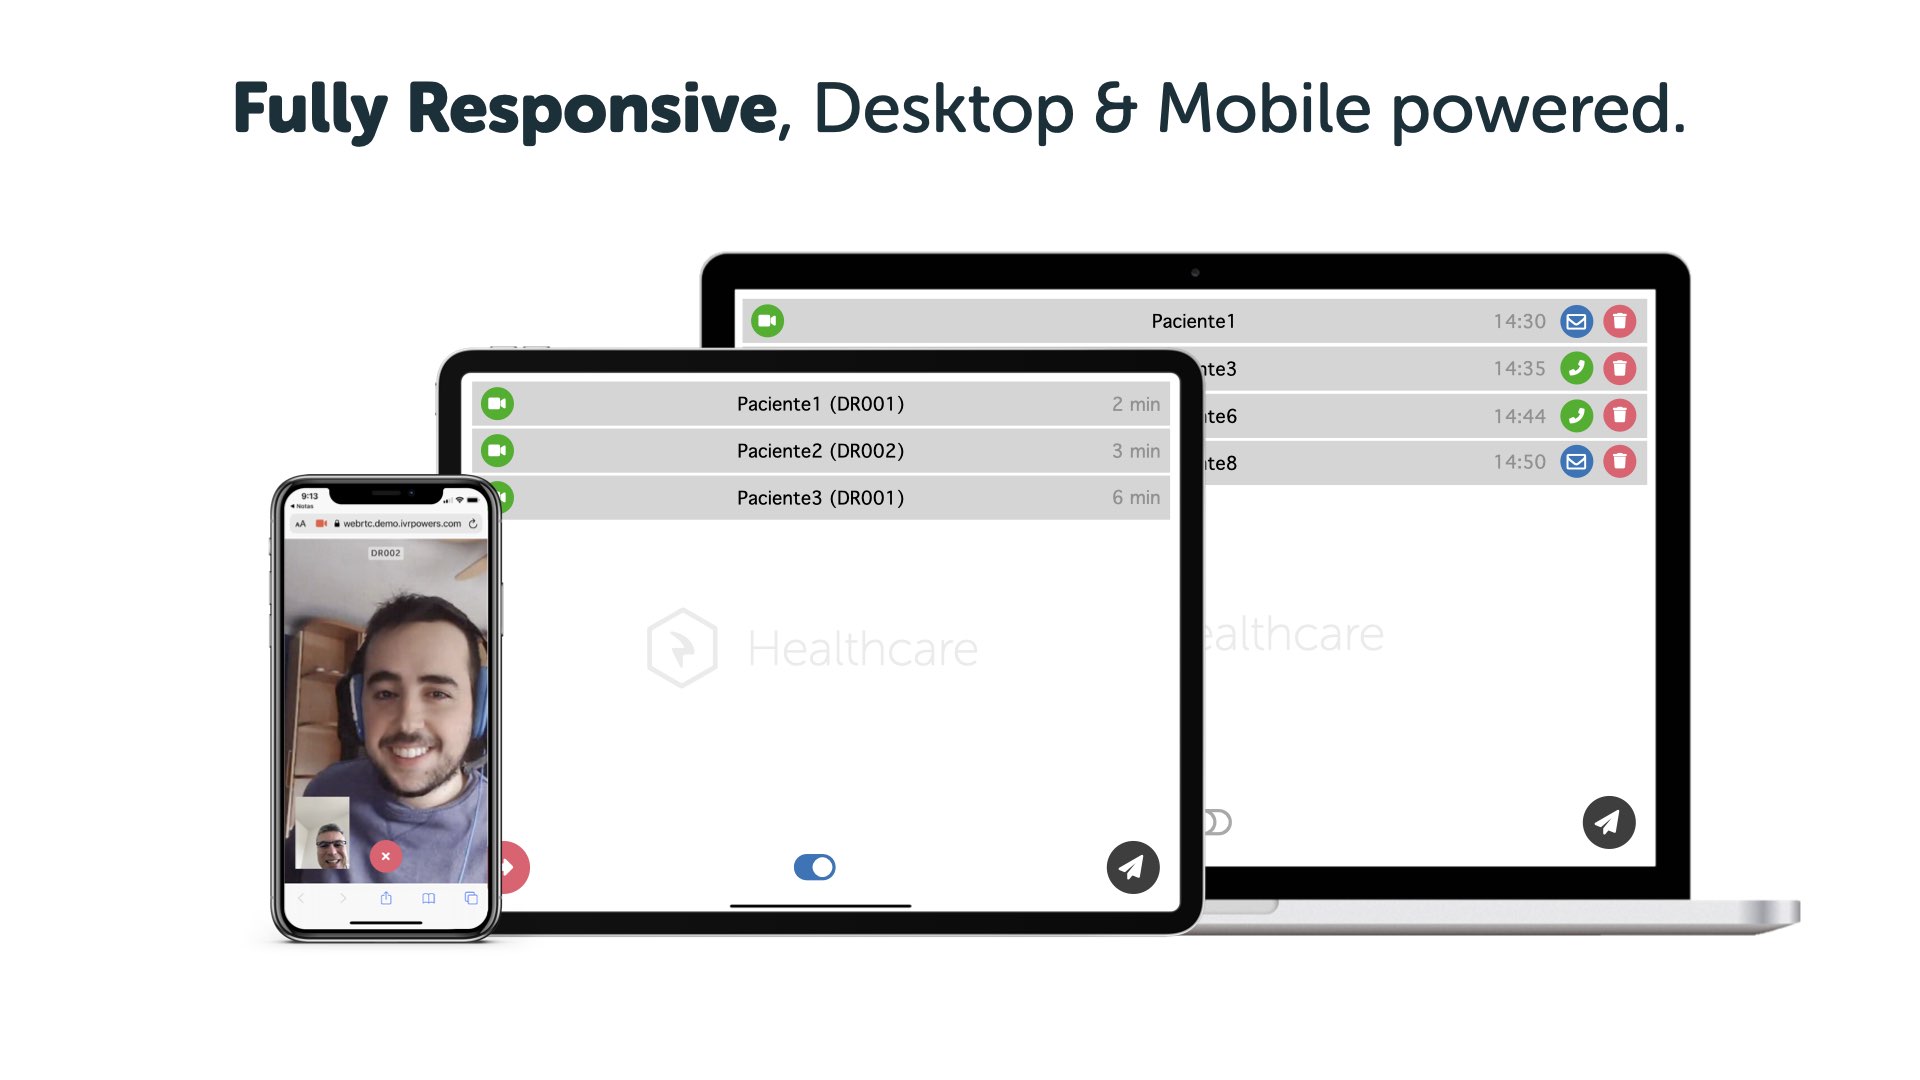 Fully Responsive, Desktop & Mobile powered.
Paciente1 14:30
nte3 14:35
nte6 14:44
nte8 14:50
ealthcare
Paciente1 (DR001) 2 min
Paciente2 (DR002) 3 min
Paciente3 (DR001) 6 min
Healthcare
9:13
Notas
AA webrtc.demo.ivrpowers.com
DR002